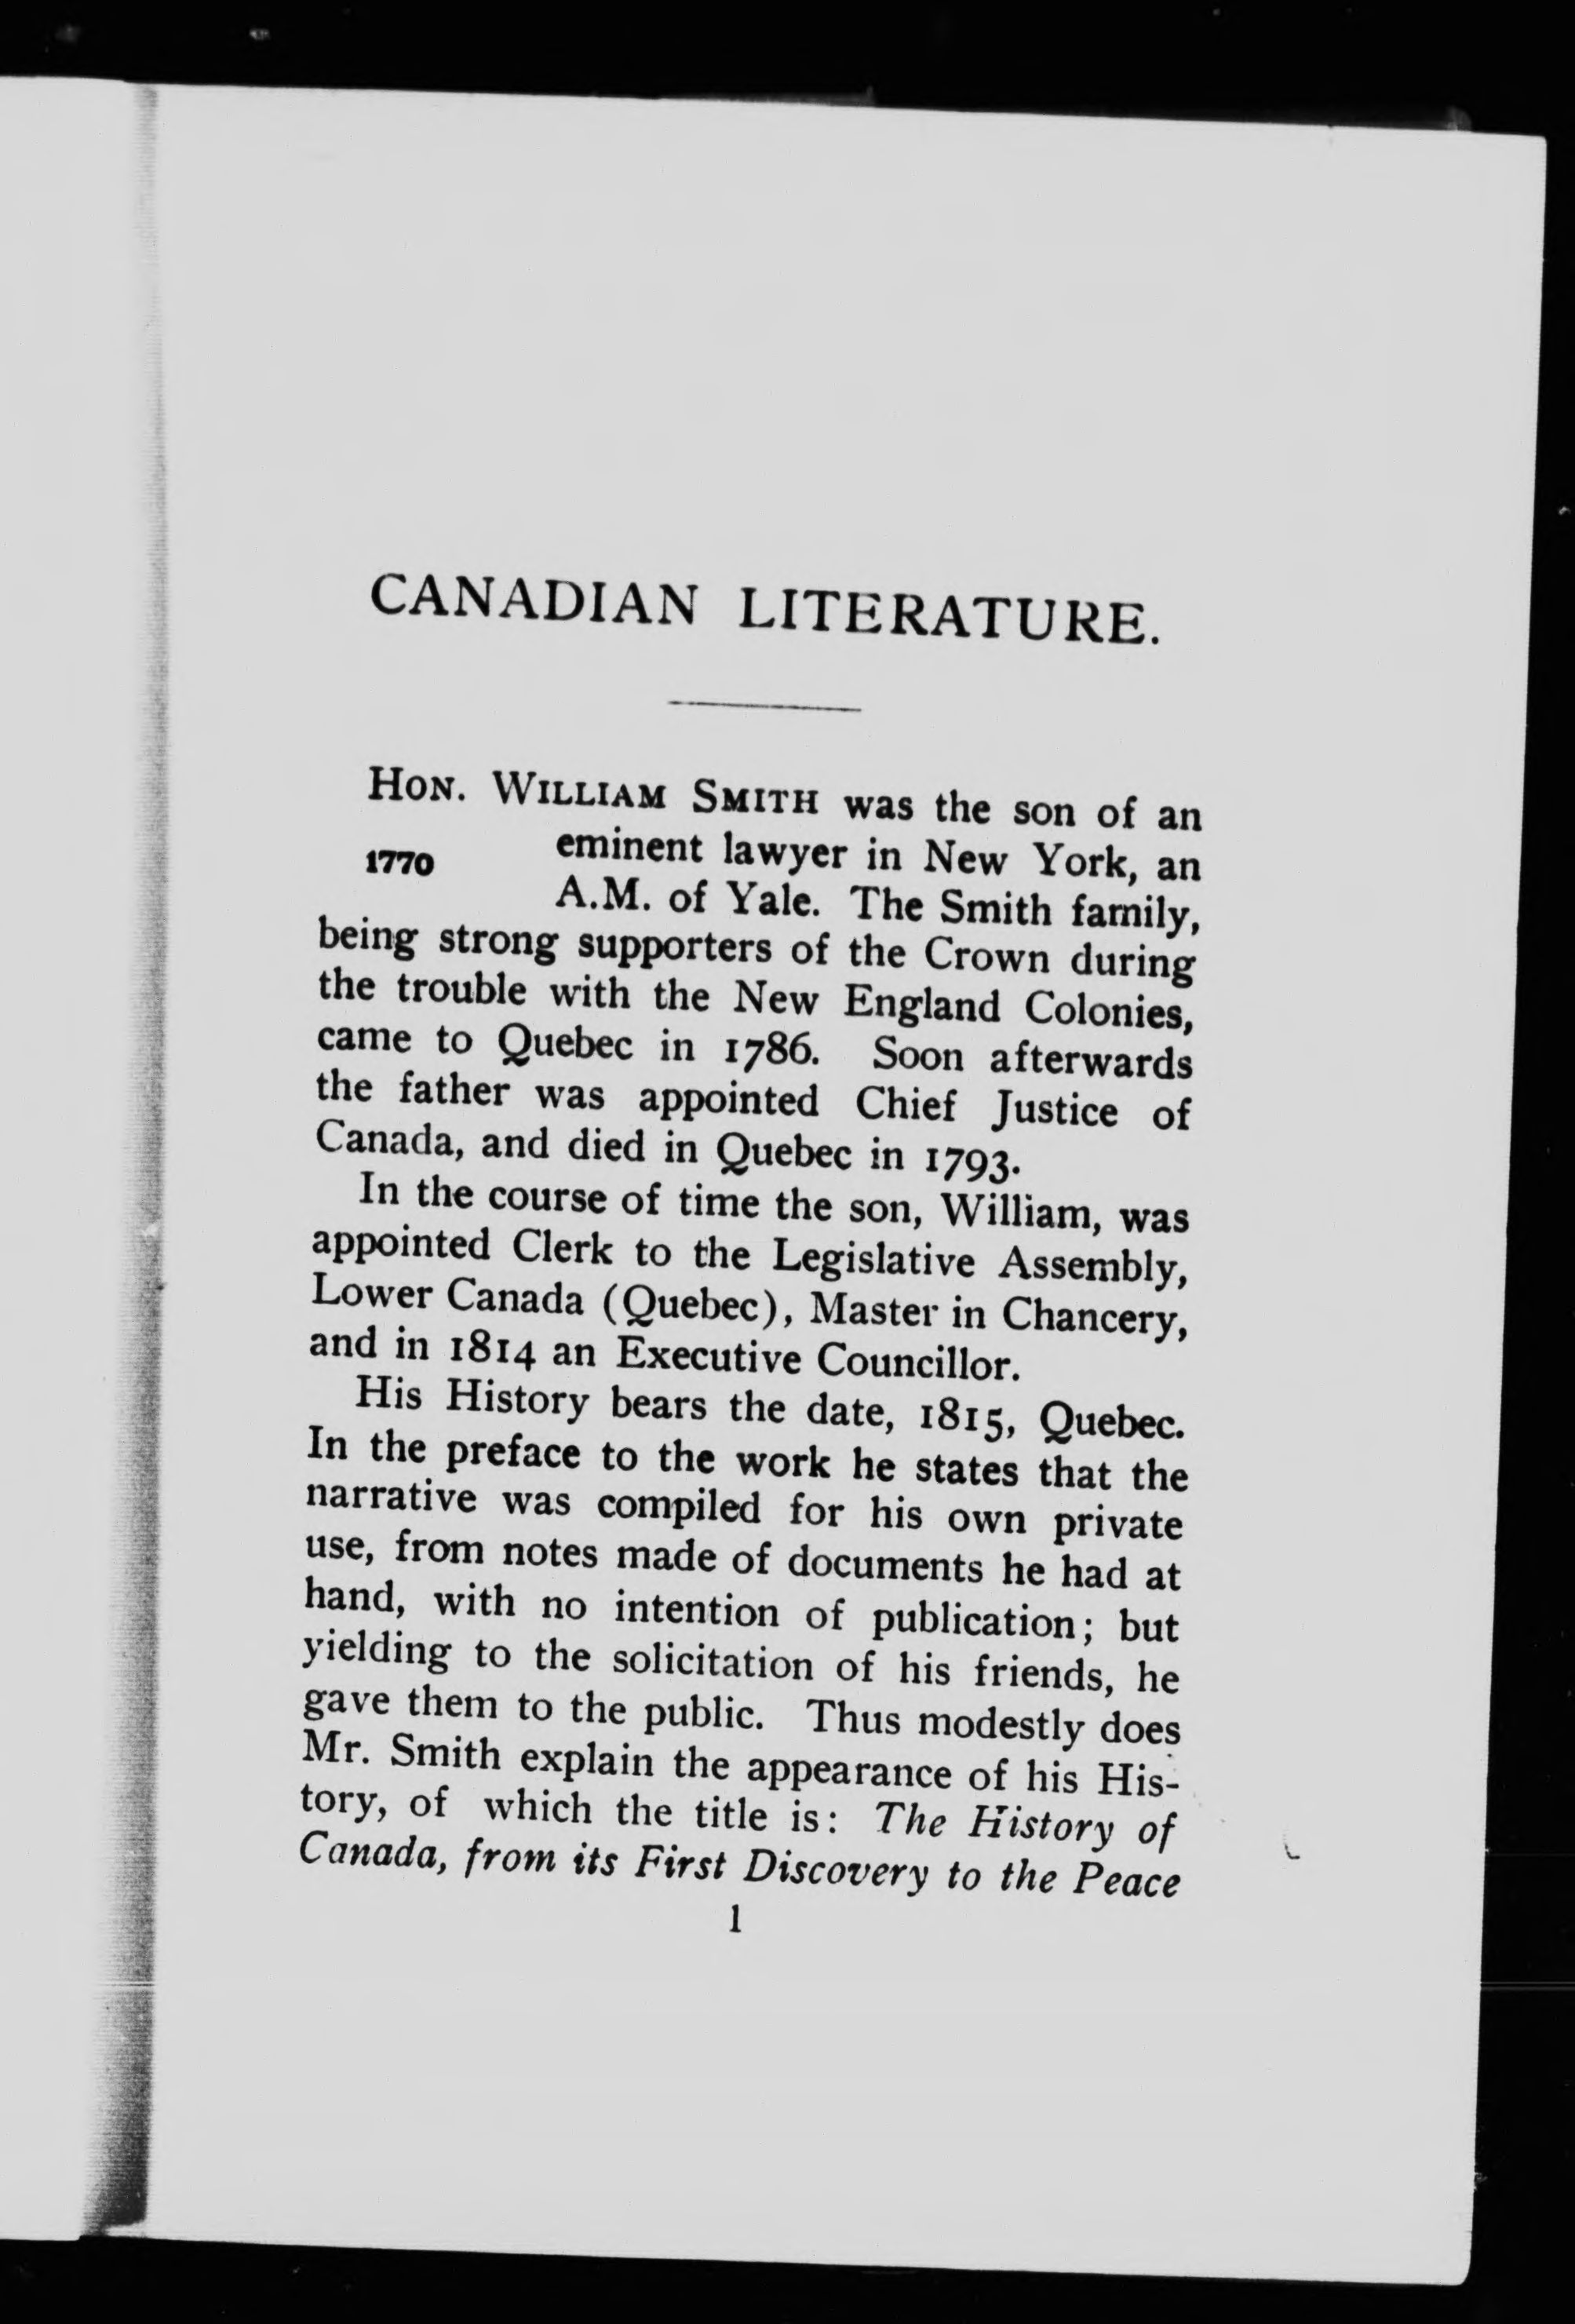 CANADIAN LITERATURE.
HON. WILLIAM SMITH was the son of an
1770
eminent lawyer in New York, an
A.M. of Yale. The Smith family,
being strong supporters of the Crown during
the trouble with the New England Colonies,
came to Quebec in 1786. Soon afterwards
the father was appointed Chief Justice of
Canada, and died in Quebec in 1793.
In the course of time the son, William, was
appointed Clerk to the Legislative Assembly,
Lower Canada (Quebec), Master in Chancery,
and in 1814 an Executive Councillor.
His History bears the date, 1815, Quebec.
In the preface to the work he states that the
narrative was compiled for his own private
use, from notes made of documents he had at
hand, with no intention of publication; but
yielding to the solicitation of his friends, he
gave them to the public. Thus modestly does
Mr. Smith explain the appearance of his His-
tory, of which the title is: The History of
Canada, from its First Discovery to the Peace
1